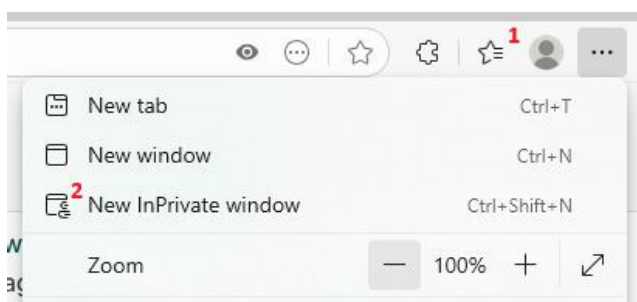 1
New tab Ctrl+T
New window Ctrl+N
2 New InPrivate window Ctrl+Shift+N
Zoom 100%